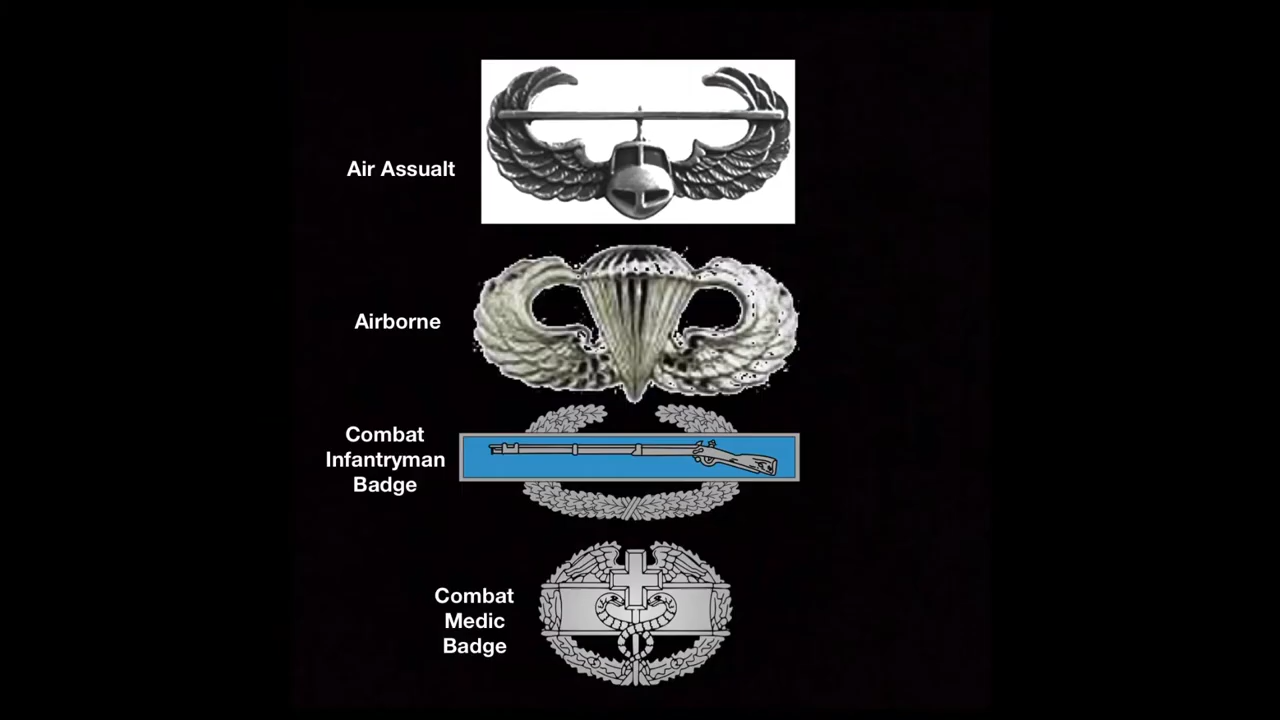 Air Assualt
Airborne
Combat
Infantryman
Badge
Combat
Medic
Badge